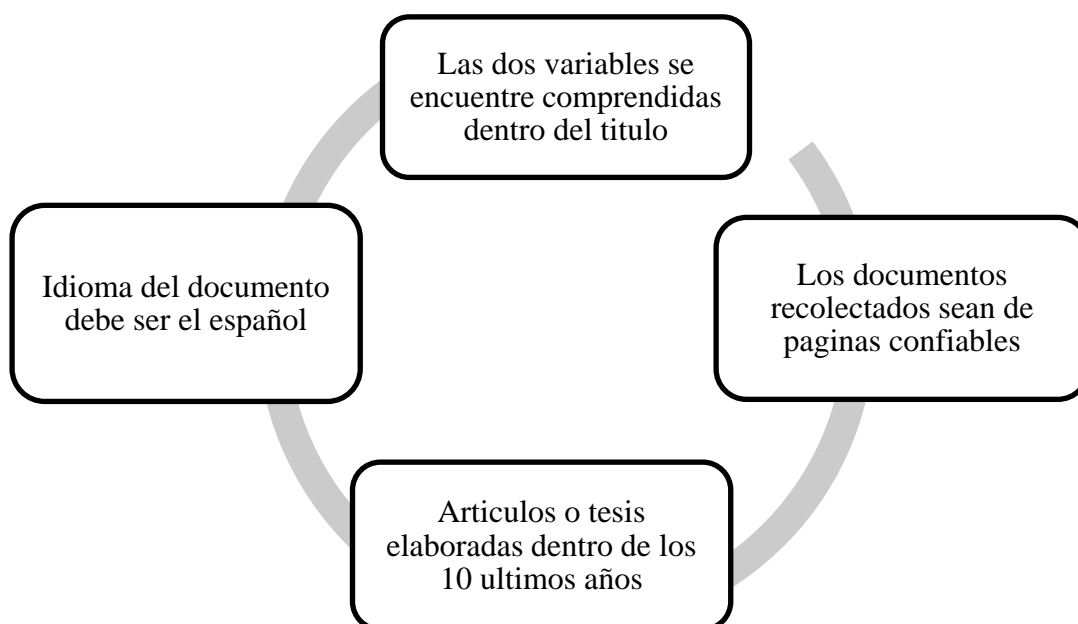 Las dos variables se
encuentre comprendidas
dentro del titulo
Los documentos
recolectados sean de
paginas confiables
Articulos o tesis
elaboradas dentro de los
10 ultimos años
Idioma del documento
debe ser el español